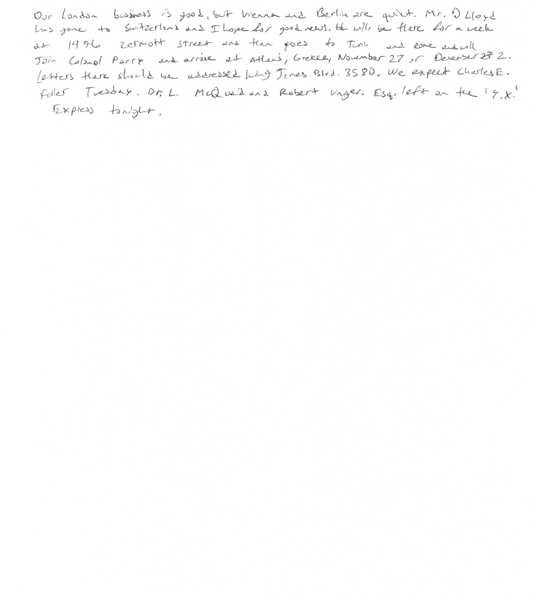 Our London business is good, but Vienna and Berlin are quiet. Mr. D Lloyd
has gone to Switzerland and I hope for good news. He will be there for a week
at 1496 zermott street and then goes to Turin and Rome and will
Join Colonel Parry and arrive at athens, Greece, November 27 or December 2.
Letters there should be addressed King James Blvd. 3580. We expect Charles E.
Fuller Tuesday. Dr. L. McQuaid and Robert Unger. Esq. left on the 'Y.X.'
Express tonight.